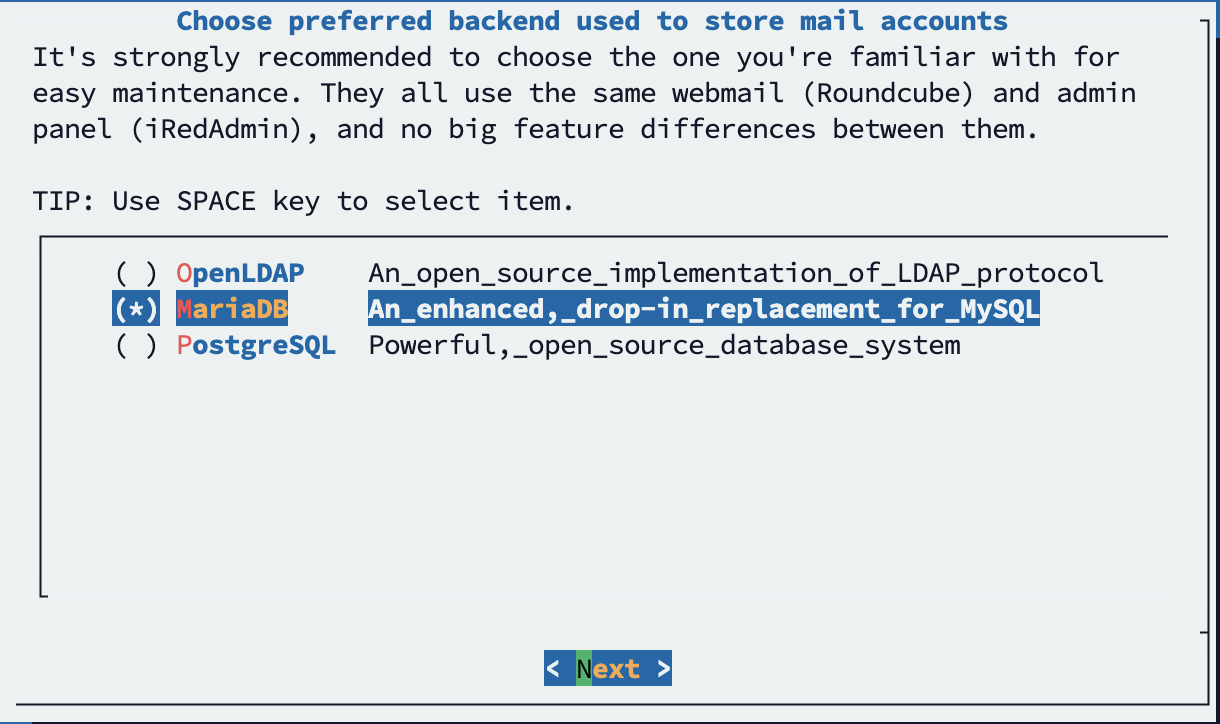 Choose preferred backend used to store mail accounts
It's strongly recommended to choose the one you're familiar with for
easy maintenance. They all use the same webmail (Roundcube) and admin
panel (iRedAdmin), and no big feature differences between them.
TIP: Use SPACE key to select item.
( ) OpenLDAP An_open_source_implementation_of_LDAP_protocol
(*) MariaDB An_enhanced,_drop-in_replacement_for_MySQL
( ) PostgreSQL Powerful,_open_source_database_system
< Next >